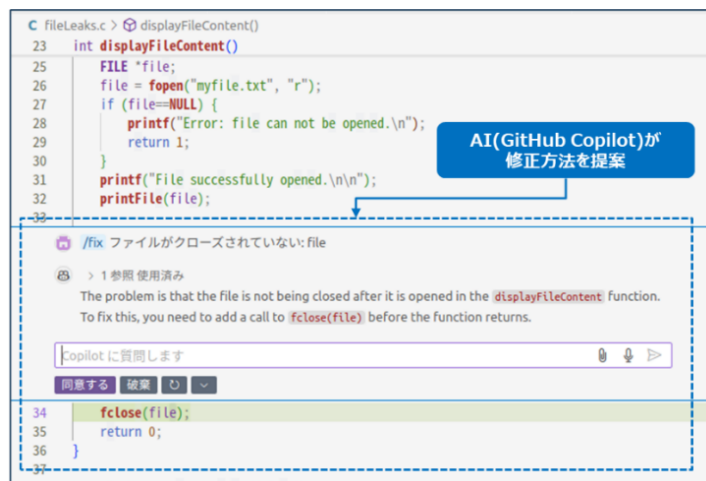 C fileLeaks.c > displayFileContent()
23 int displayFileContent()
25 FILE *file;
26 file = fopen("myfile.txt", "r");
27 if (file==NULL) {
28 printf("Error: file can not be opened.\n");
29 return 1;
30 }
31 printf("File successfully opened.\n\n");
32 printFile(file);
33
AI(GitHub Copilot)が
修正方法を提案
/fix ファイルがクローズされていない: file
> 1 参照 使用済み
The problem is that the file is not being closed after it is opened in the displayFileContent function.
To fix this, you need to add a call to fclose(file) before the function returns.
Copilot に質問します
同意する 破棄
34 fclose(file);
35 return 0;
36 }
37